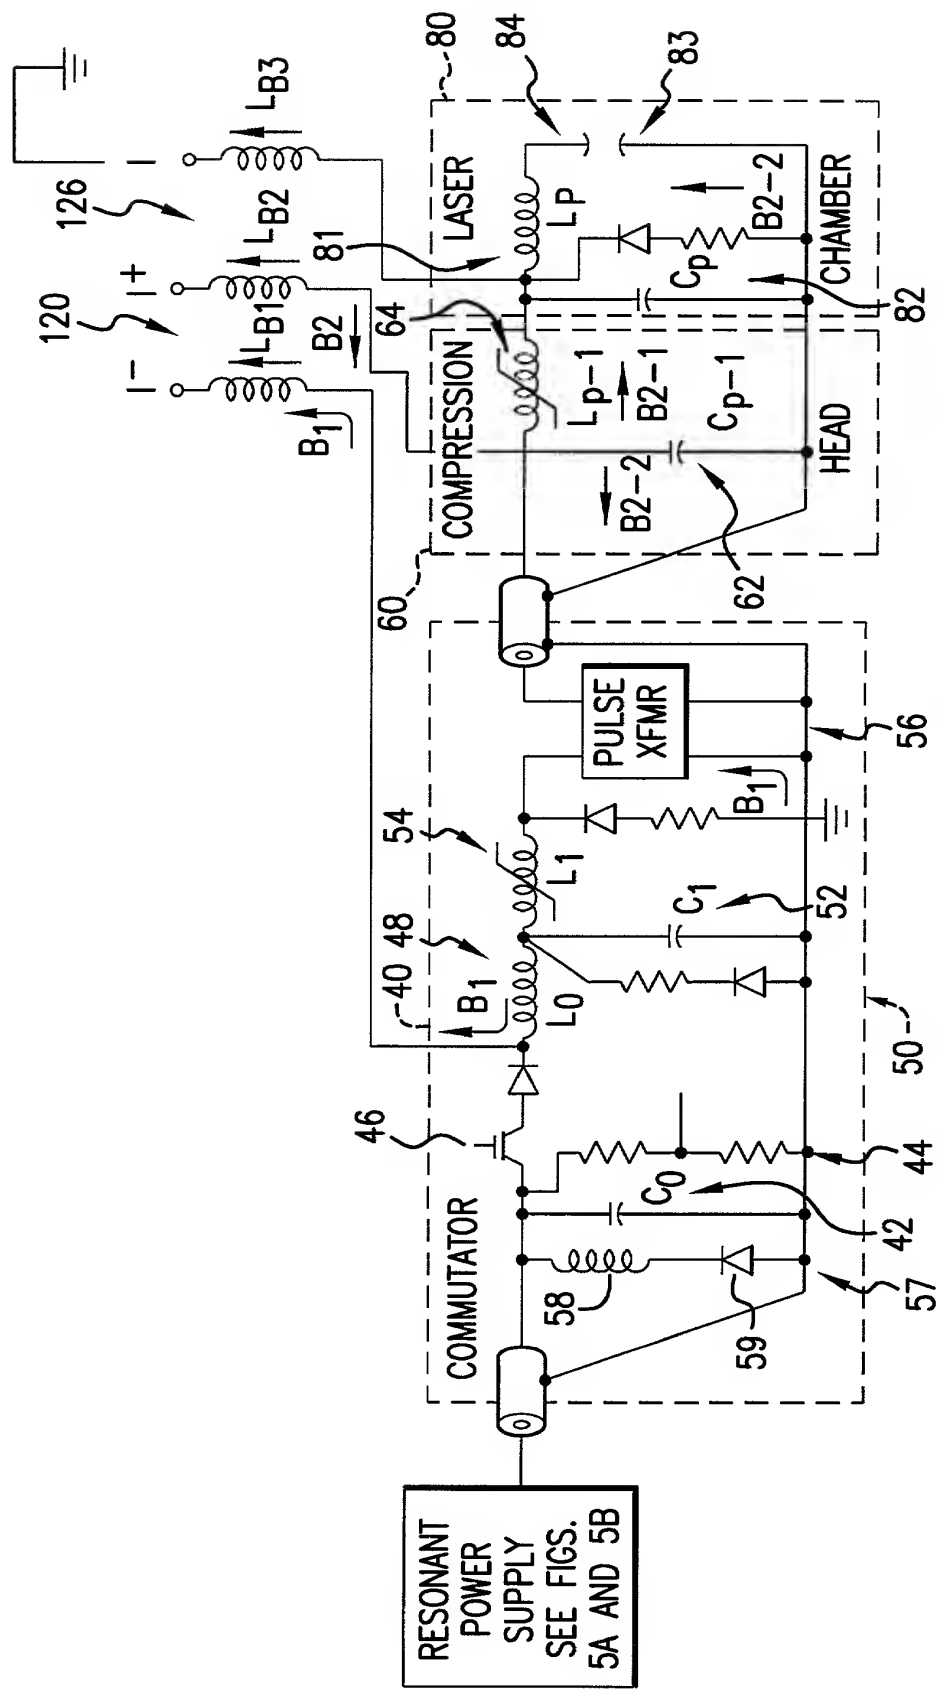 RESONANT
POWER
SUPPLY
SEE FIGS.
5A AND 5B
COMMUTATOR
40
50
46
48
54
44
42
57
58
59
52
56
C0
L0
C1
L1
B1
B1
PULSE
XFMR
60
62
64
COMPRESSION
HEAD
Lp-1
B2-1
Cp-1
B2-2
80
81
82
83
84
LASER
CHAMBER
LP
Cp
B2-2
120
126
I-
I+
I
LB1
LB2
LB3
B1
B2